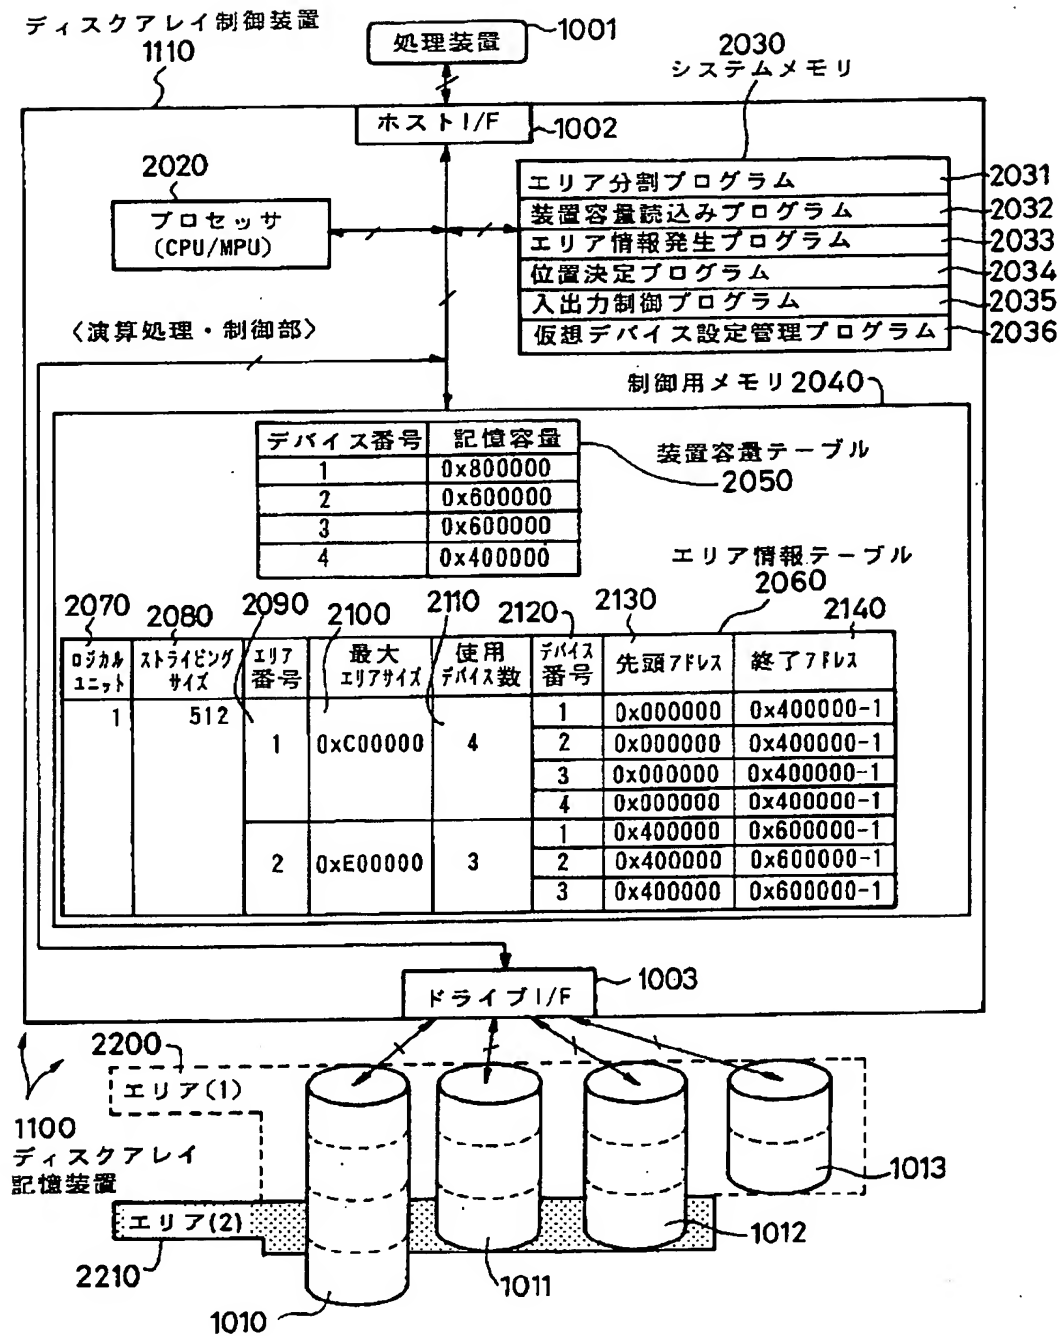 ディスクアレイ制御装置
1110
処理装置
1001
2030
システムメモリ
ホストI/F
1002
2020
プロセッサ
(CPU/MPU)
エリア分割プログラム
2031
装置容量読込みプログラム
2032
エリア情報発生プログラム
2033
位置決定プログラム
2034
入出力制御プログラム
2035
仮想デバイス設定管理プログラム
2036
〈演算処理・制御部〉
制御用メモリ2040
デバイス番号 記憶容量
1 0x800000
2 0x600000
3 0x600000
4 0x400000
装置容量テーブル
2050
エリア情報テーブル
2060
2070 2080 2090 2100 2110 2120 2130 2140
ロジカルユニット ストライピングサイズ エリア番号 最大エリアサイズ 使用デバイス数 デバイス番号 先頭アドレス 終了アドレス
1 512
1 0xC00000 4
1 0x000000 0x400000-1
2 0x000000 0x400000-1
3 0x000000 0x400000-1
4 0x000000 0x400000-1
2 0xE00000 3
1 0x400000 0x600000-1
2 0x400000 0x600000-1
3 0x400000 0x600000-1
ドライブI/F
1003
2200
エリア(1)
1100
ディスクアレイ
記憶装置
エリア(2)
2210
1010
1011
1012
1013